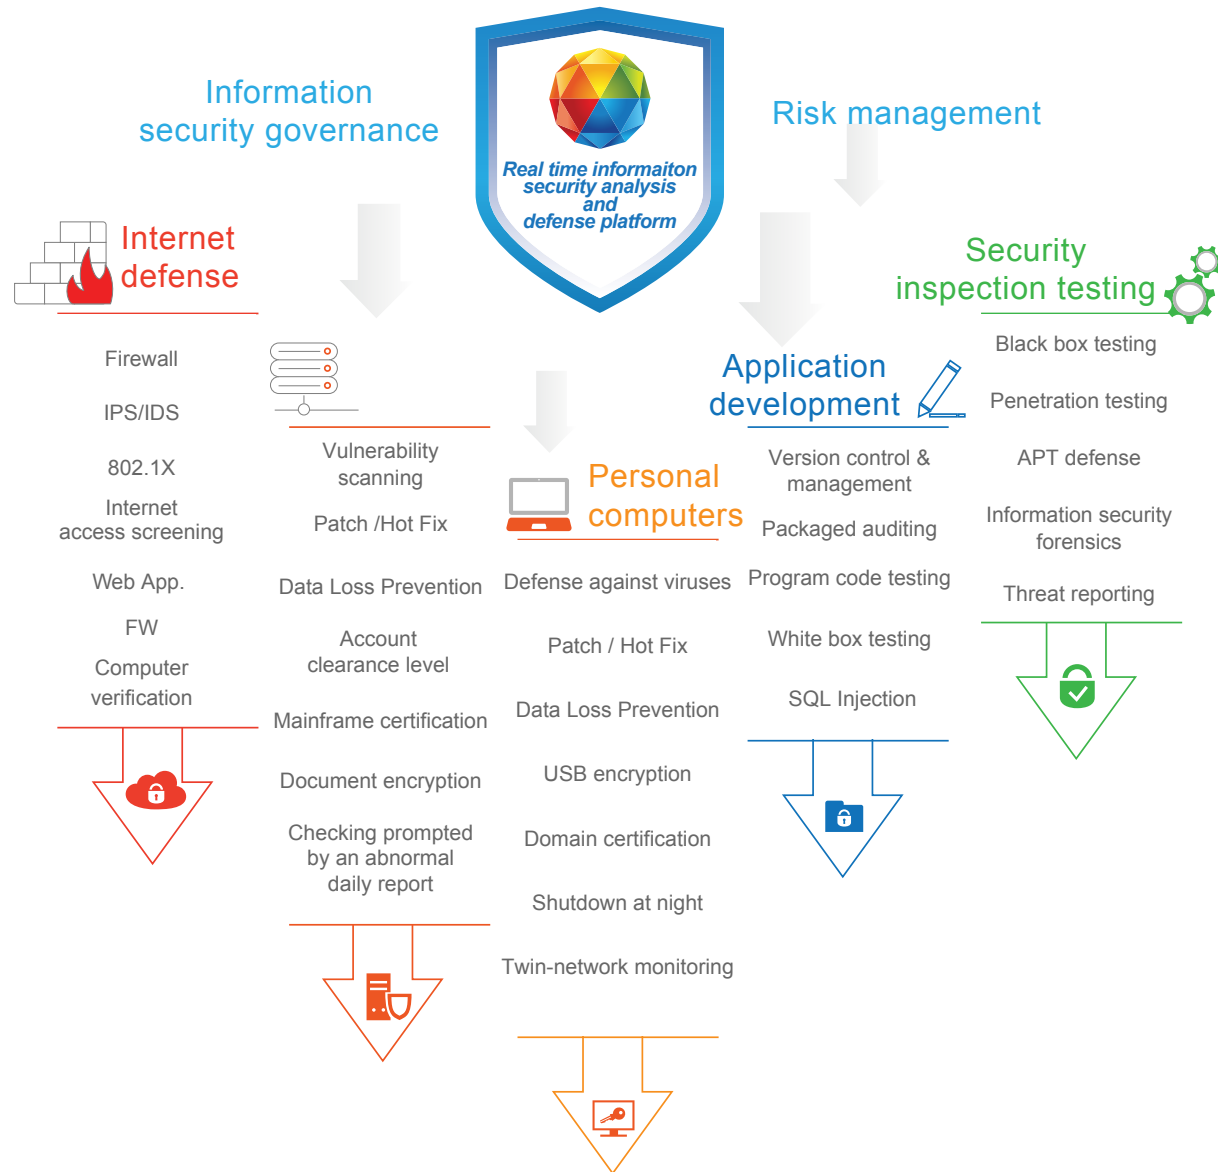 Information
security governance
Real time informaiton
security analysis
and
defense platform
Risk management
Internet
defense
Firewall
IPS/IDS
802.1X
Internet
access screening
Web App.
FW
Computer
verification
Vulnerability
scanning
Patch /Hot Fix
Data Loss Prevention
Account
clearance level
Mainframe certification
Document encryption
Checking prompted
by an abnormal
daily report
Personal
computers
Defense against viruses
Patch / Hot Fix
Data Loss Prevention
USB encryption
Domain certification
Shutdown at night
Twin-network monitoring
Application
development
Version control &
management
Packaged auditing
Program code testing
White box testing
SQL Injection
Security
inspection testing
Black box testing
Penetration testing
APT defense
Information security
forensics
Threat reporting